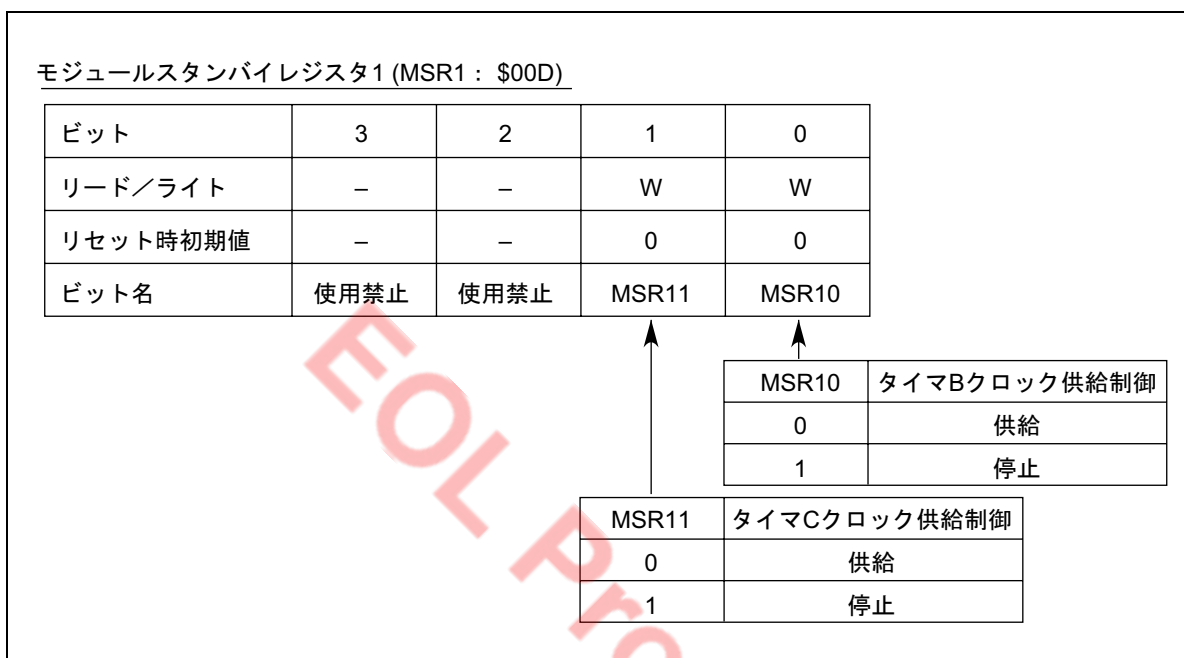 モジュールスタンバイレジスタ1 (MSR1： $00D)
ビット 3 2 1 0
リード／ライト – – W W
リセット時初期値 – – 0 0
ビット名 使用禁止 使用禁止 MSR11 MSR10
MSR10 タイマBクロック供給制御
0 供給
1 停止
MSR11 タイマCクロック供給制御
0 供給
1 停止
EOL Pro